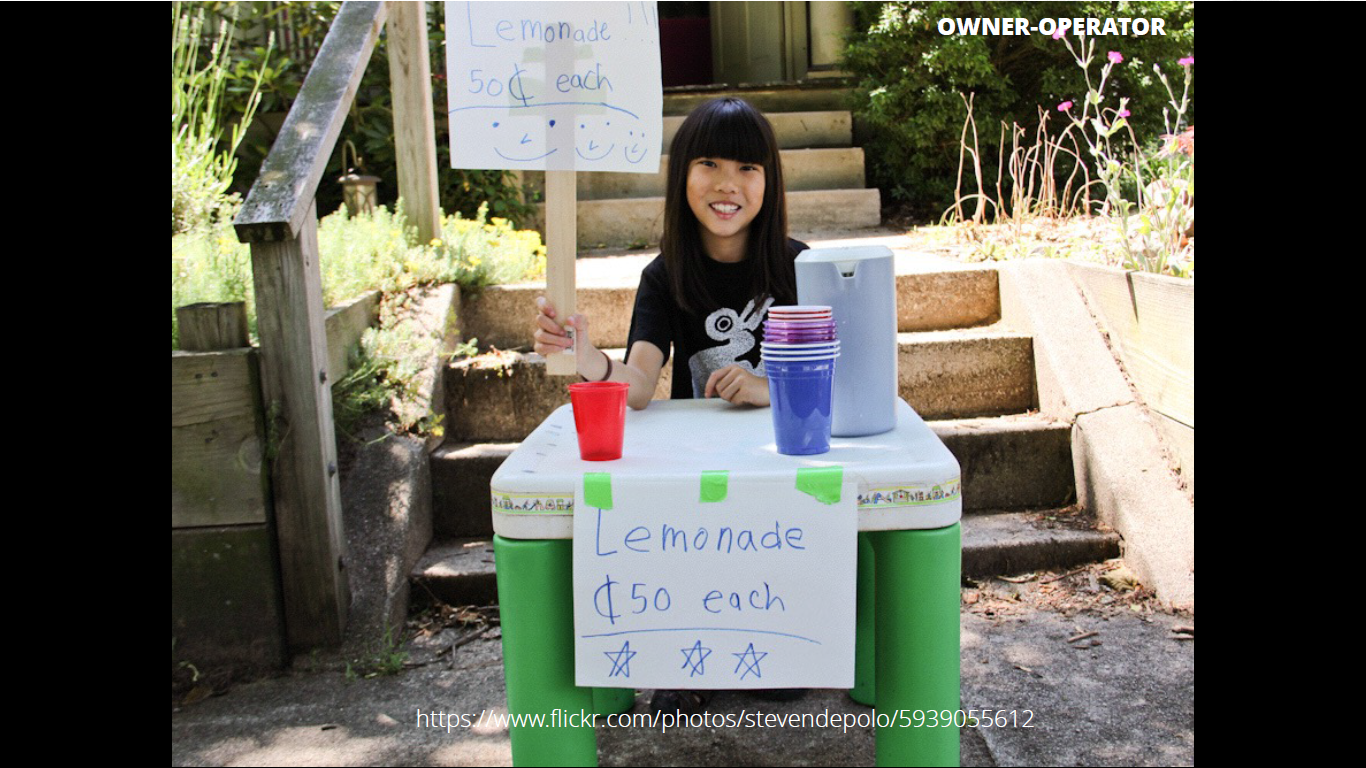 OWNER-OPERATOR
Lemonade !!!
50¢ each
Lemonade
¢50 each
https://www.flickr.com/photos/stevendepolo/5939055612